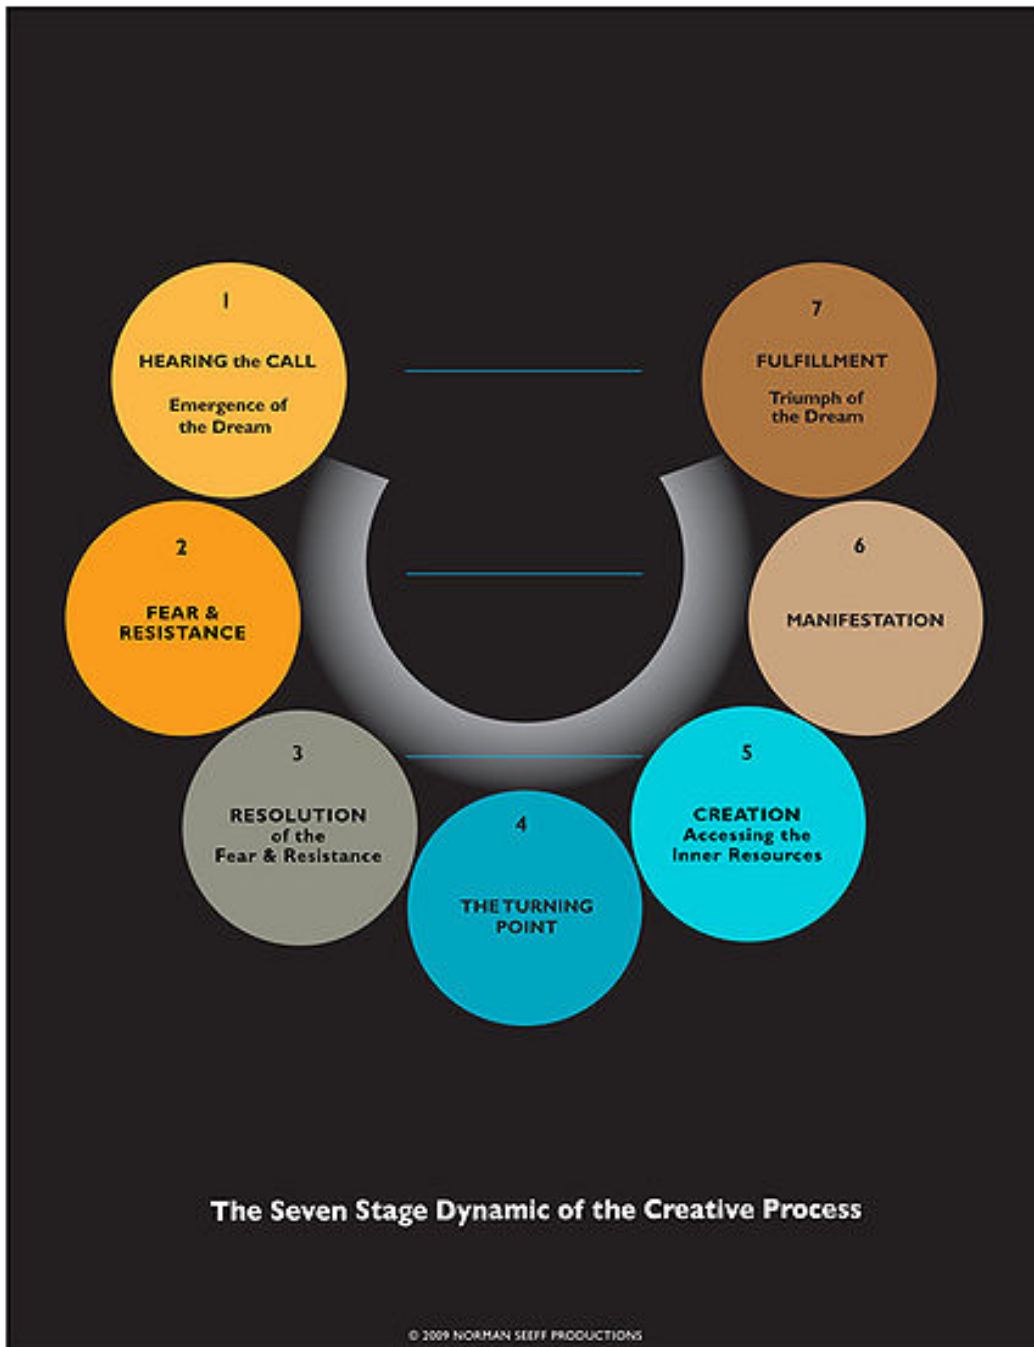 1
HEARING the CALL
Emergence of
the Dream
2
FEAR &
RESISTANCE
3
RESOLUTION
of the
Fear & Resistance
4
THE TURNING
POINT
5
CREATION
Accessing the
Inner Resources
6
MANIFESTATION
7
FULFILLMENT
Triumph of
the Dream
The Seven Stage Dynamic of the Creative Process
© 2009 NORMAN SEEFF PRODUCTIONS